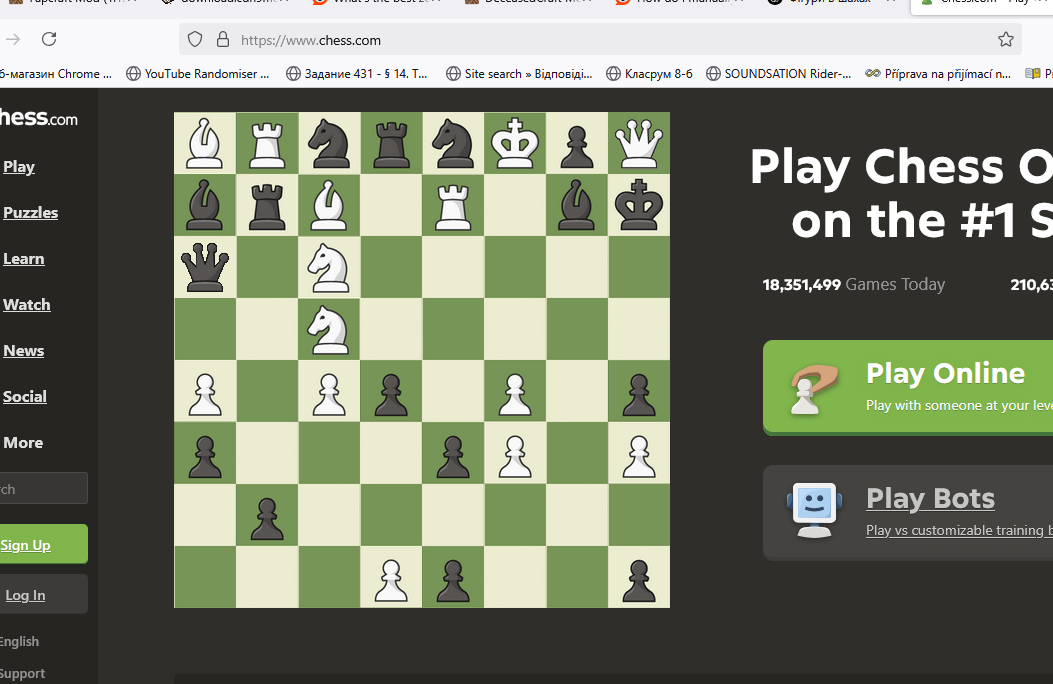 https://www.chess.com
YouTube Randomiser ...
Задание 431 - § 14. Т...
Site search » Відповіді...
Класрум 8-б
SOUNDSATION Rider-...
Příprava na přijímací n...
б-магазин Chrome ...
hess.com
Play
Puzzles
Learn
Watch
News
Social
More
rch
Sign Up
Log In
English
Support
Play Chess O
on the #1 S
18,351,499 Games Today
210,63
Play Online
Play with someone at your leve
Play Bots
Play vs customizable training b